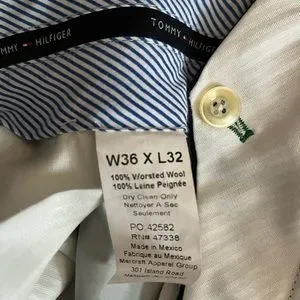 TOMMY HILFIGER
TOMMY HILFIGER
W36 X L32
100% Worsted Wool
100% Laine Peignée
Dry Clean Only
Nettoyer A Sec
Seulement
PO 42582
RN# 47338
Made in Mexico
Fabrique au Mexique
Marcraft Apparel Group
301 Island Road